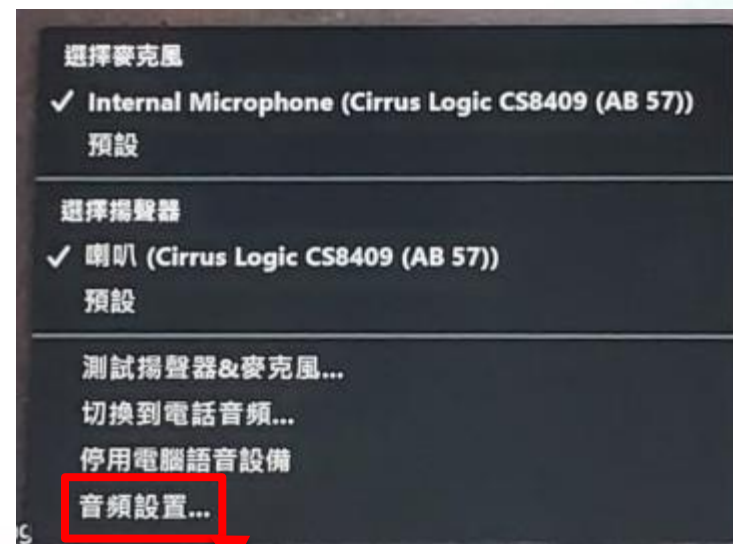 選擇麥克風
✓ Internal Microphone (Cirrus Logic CS8409 (AB 57))
預設
選擇揚聲器
✓ 喇叭 (Cirrus Logic CS8409 (AB 57))
預設
測試揚聲器&麥克風...
切換到電話音頻...
停用電腦語音設備
音頻設置...